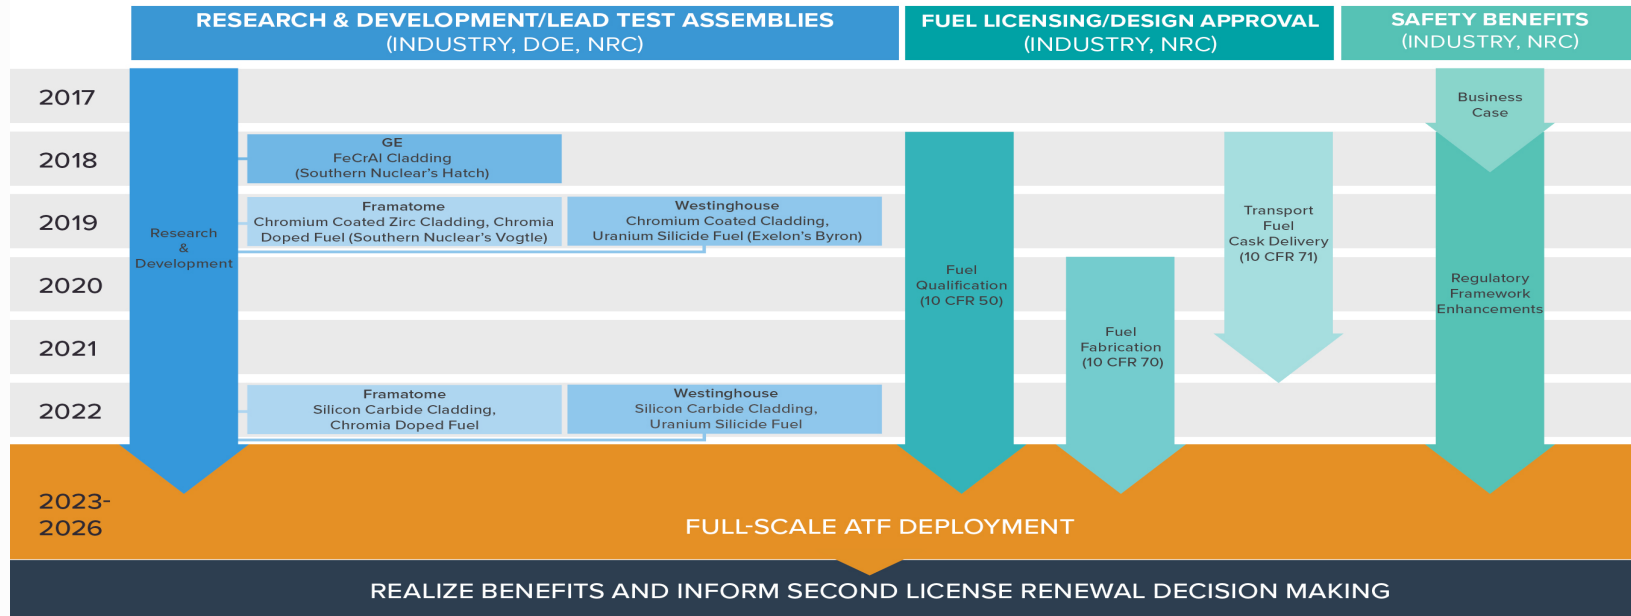 RESEARCH & DEVELOPMENT/LEAD TEST ASSEMBLIES
(INDUSTRY, DOE, NRC)
FUEL LICENSING/DESIGN APPROVAL
(INDUSTRY, NRC)
SAFETY BENEFITS
(INDUSTRY, NRC)
2017
Business
Case
2018
GE
FeCrAl Cladding
(Southern Nuclear's Hatch)
2019
Research
&
Development
Framatome
Chromium Coated Zirc Cladding, Chromia
Doped Fuel (Southern Nuclear's Vogtle)
Westinghouse
Chromium Coated Cladding,
Uranium Silicide Fuel (Exelon's Byron)
Transport
Fuel
Cask Delivery
(10 CFR 71)
2020
Fuel
Qualification
(10 CFR 50)
Regulatory
Framework
Enhancements
2021
Fuel
Fabrication
(10 CFR 70)
2022
Framatome
Silicon Carbide Cladding,
Chromia Doped Fuel
Westinghouse
Silicon Carbide Cladding,
Uranium Silicide Fuel
2023-
2026
FULL-SCALE ATF DEPLOYMENT
REALIZE BENEFITS AND INFORM SECOND LICENSE RENEWAL DECISION MAKING